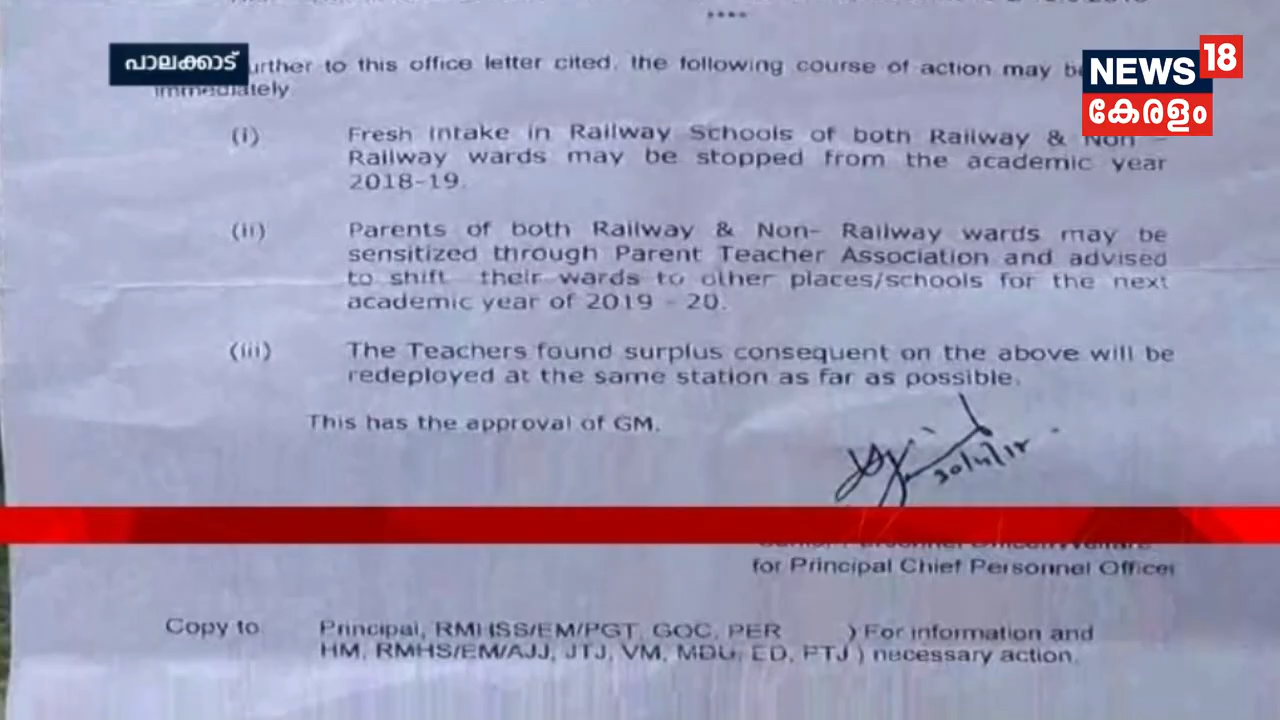 ****
പാലക്കാട്
urther to this office letter cited, the following course of action may b
immediately
NEWS 18
കേരളം
(i) Fresh Intake in Railway Schools of both Railway & Non –
Railway wards may be stopped from the academic year
2018-19.
(ii) Parents of both Railway & Non- Railway wards may be
sensitized through Parent Teacher Association and advised
to shift their wards to other places/schools for the next
academic year of 2019 - 20.
(iii) The Teachers found surplus consequent on the above will be
redeployed at the same station as far as possible.
This has the approval of GM.
for Principal Chief Personnel Officer
Copy to Principal, RMHSS/EM/PGT, GOC, PER ) For information and
HM, RMHS/EM/AJJ, JTJ, VM, MDU, ED, PTJ ) necessary action.